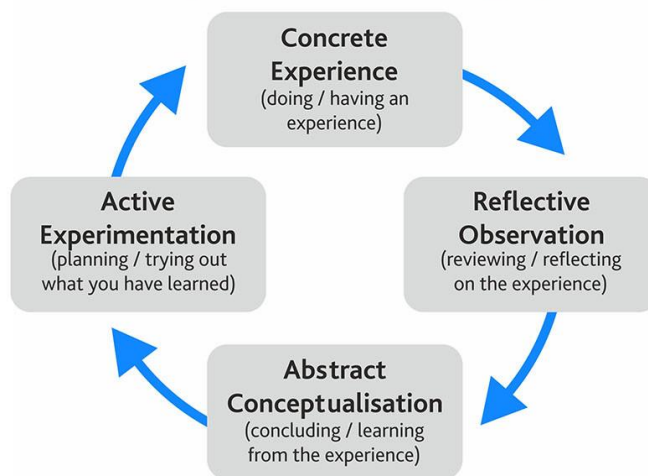 Concrete
Experience
(doing / having an
experience)
Reflective
Observation
(reviewing / reflecting
on the experience)
Abstract
Conceptualisation
(concluding / learning
from the experience)
Active
Experimentation
(planning / trying out
what you have learned)